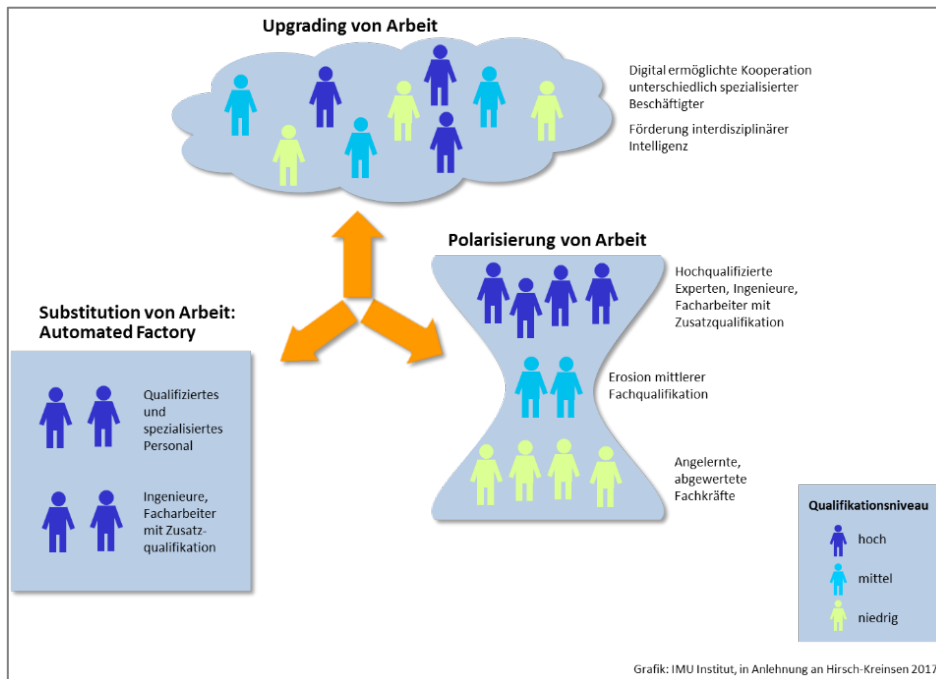 Upgrading von Arbeit
Digital ermöglichte Kooperation
unterschiedlich spezialisierter
Beschäftigter
Förderung interdisziplinärer
Intelligenz
Polarisierung von Arbeit
Hochqualifizierte
Experten, Ingenieure,
Facharbeiter mit
Zusatzqualifikation
Erosion mittlerer
Fachqualifikation
Angelernte,
abgewertete
Fachkräfte
Substitution von Arbeit:
Automated Factory
Qualifiziertes
und
spezialisiertes
Personal
Ingenieure,
Facharbeiter
mit Zusatz-
qualifikation
Qualifikationsniveau
hoch
mittel
niedrig
Grafik: IMU Institut, in Anlehnung an Hirsch-Kreinsen 2017